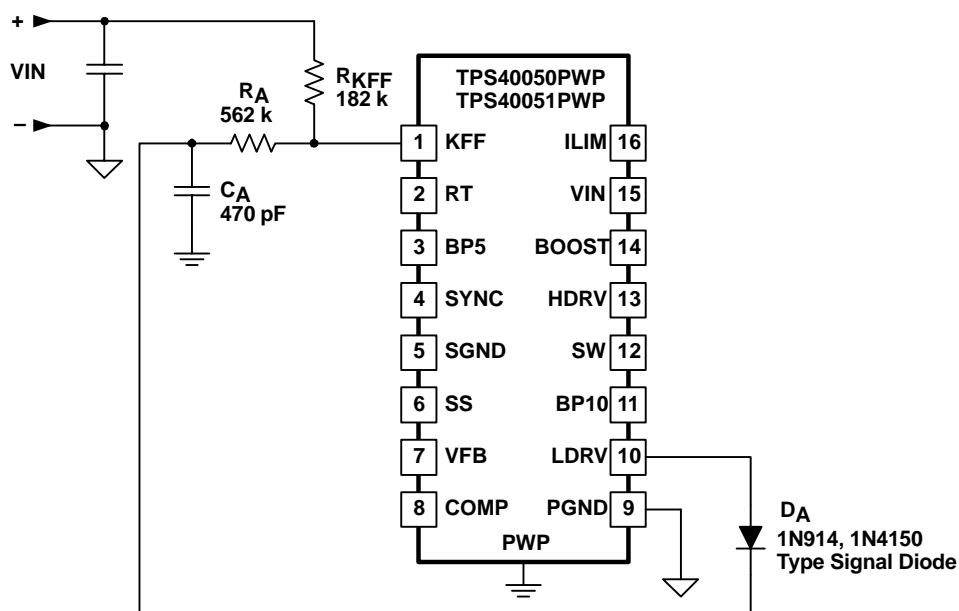 +
VIN
−
RA
562 k
RKFF
182 k
CA
470 pF
TPS40050PWP
TPS40051PWP
1 KFF
ILIM 16
2 RT
VIN 15
3 BP5
BOOST 14
4 SYNC
HDRV 13
5 SGND
SW 12
6 SS
BP10 11
7 VFB
LDRV 10
8 COMP
PGND 9
PWP
DA
1N914, 1N4150
Type Signal Diode